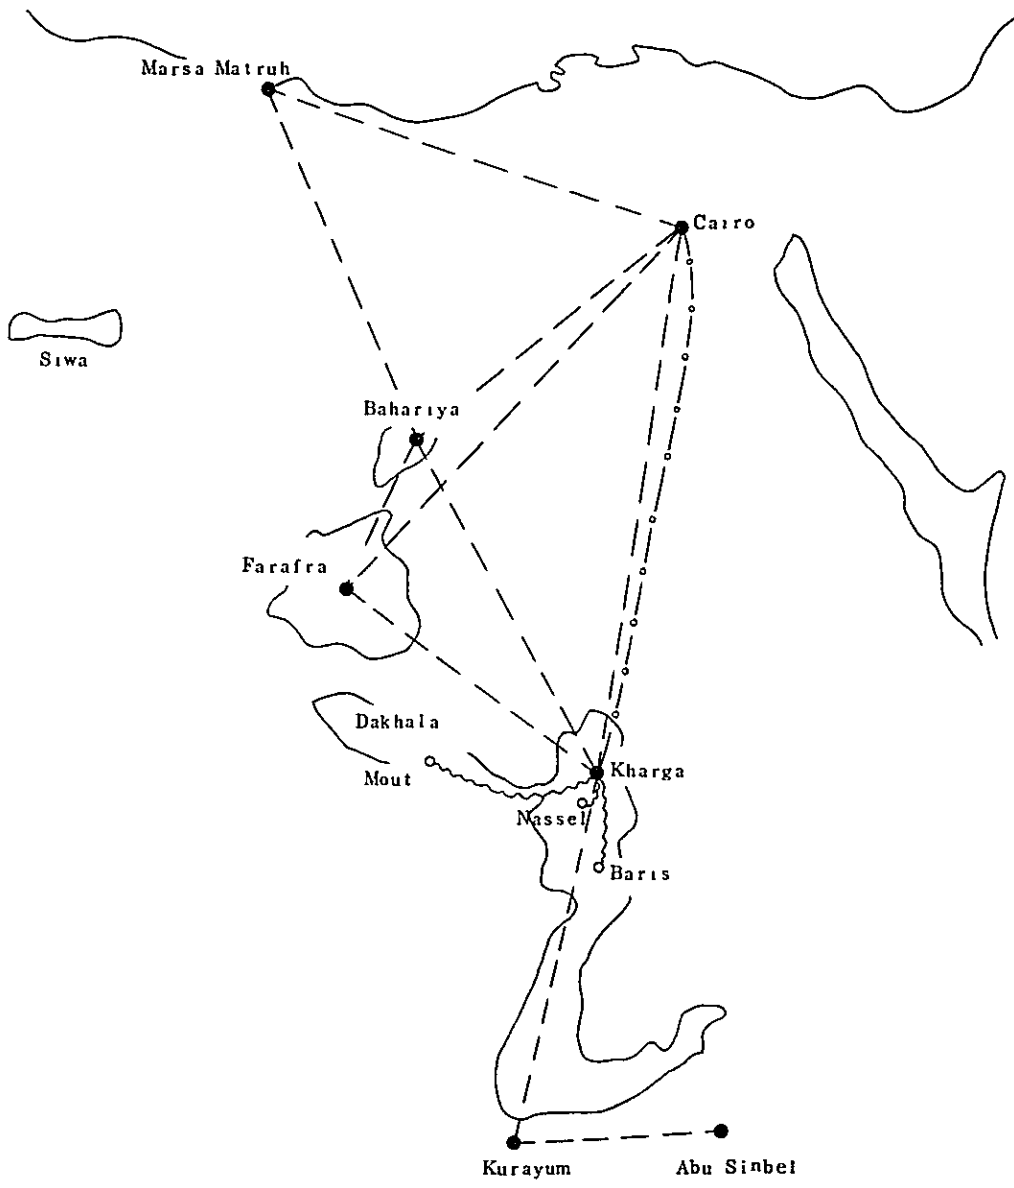 Marsa Matruh
Cairo
Siwa
Bahariya
Farafra
Dakhala
Mout
Kharga
Nassel
Baris
Kurayum
Abu Sinbel